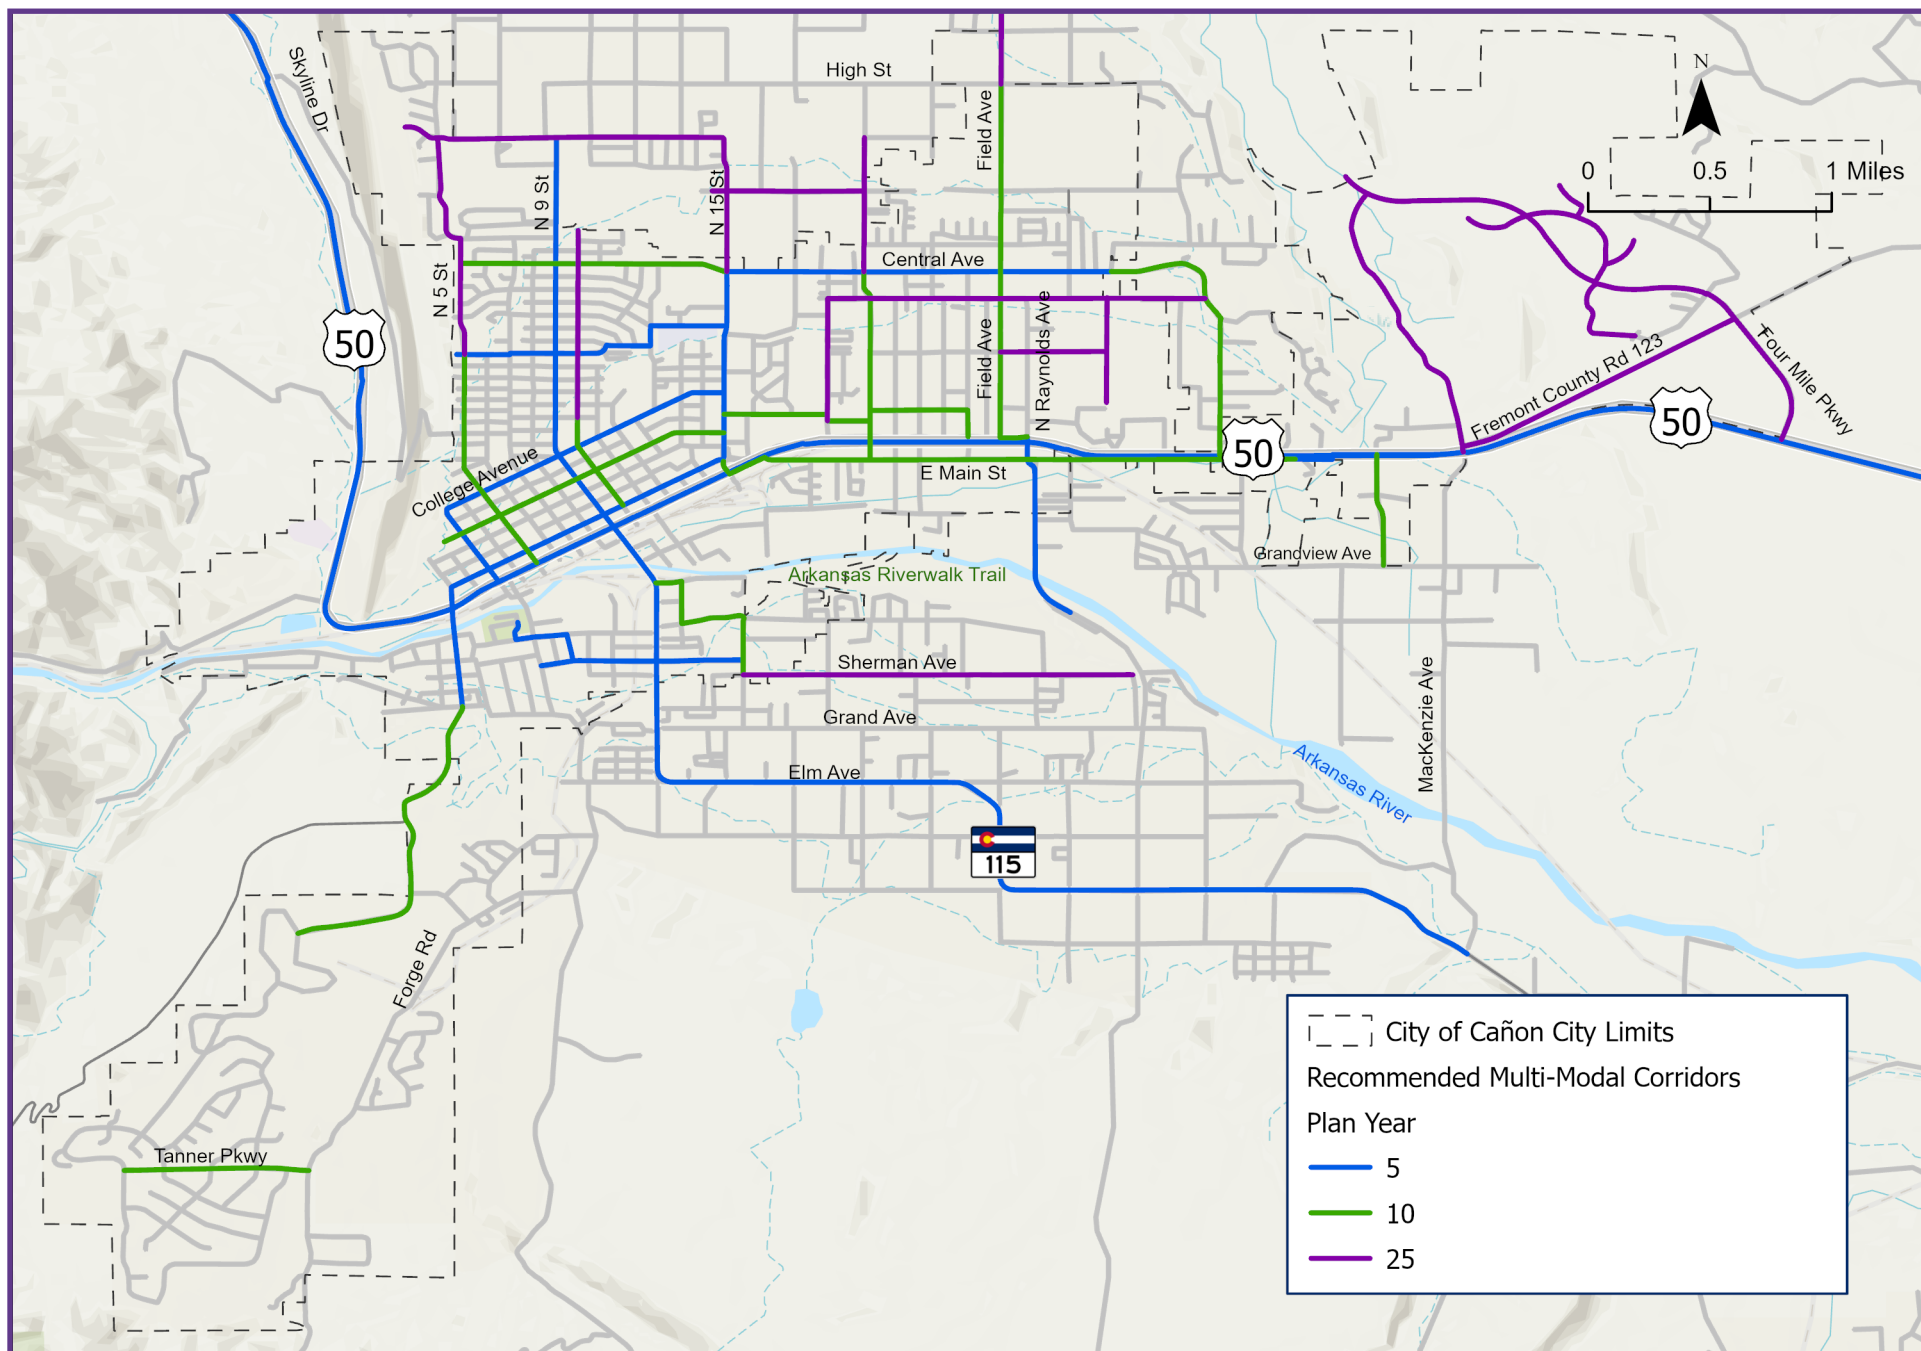 High St
Skyline Dr
Field Ave
N
0 0.5 1 Miles
N 9 St
N 15 St
N 5 St
Central Ave
50
Field Ave
N Raynolds Ave
Fremont County Rd 123
Four Mile Pkwy
50
50
College Avenue
E Main St
Grandview Ave
Arkansas Riverwalk Trail
Sherman Ave
MacKenzie Ave
Grand Ave
Elm Ave
Arkansas River
115
Forge Rd
Tanner Pkwy
City of Cañon City Limits
Recommended Multi-Modal Corridors
Plan Year
5
10
25